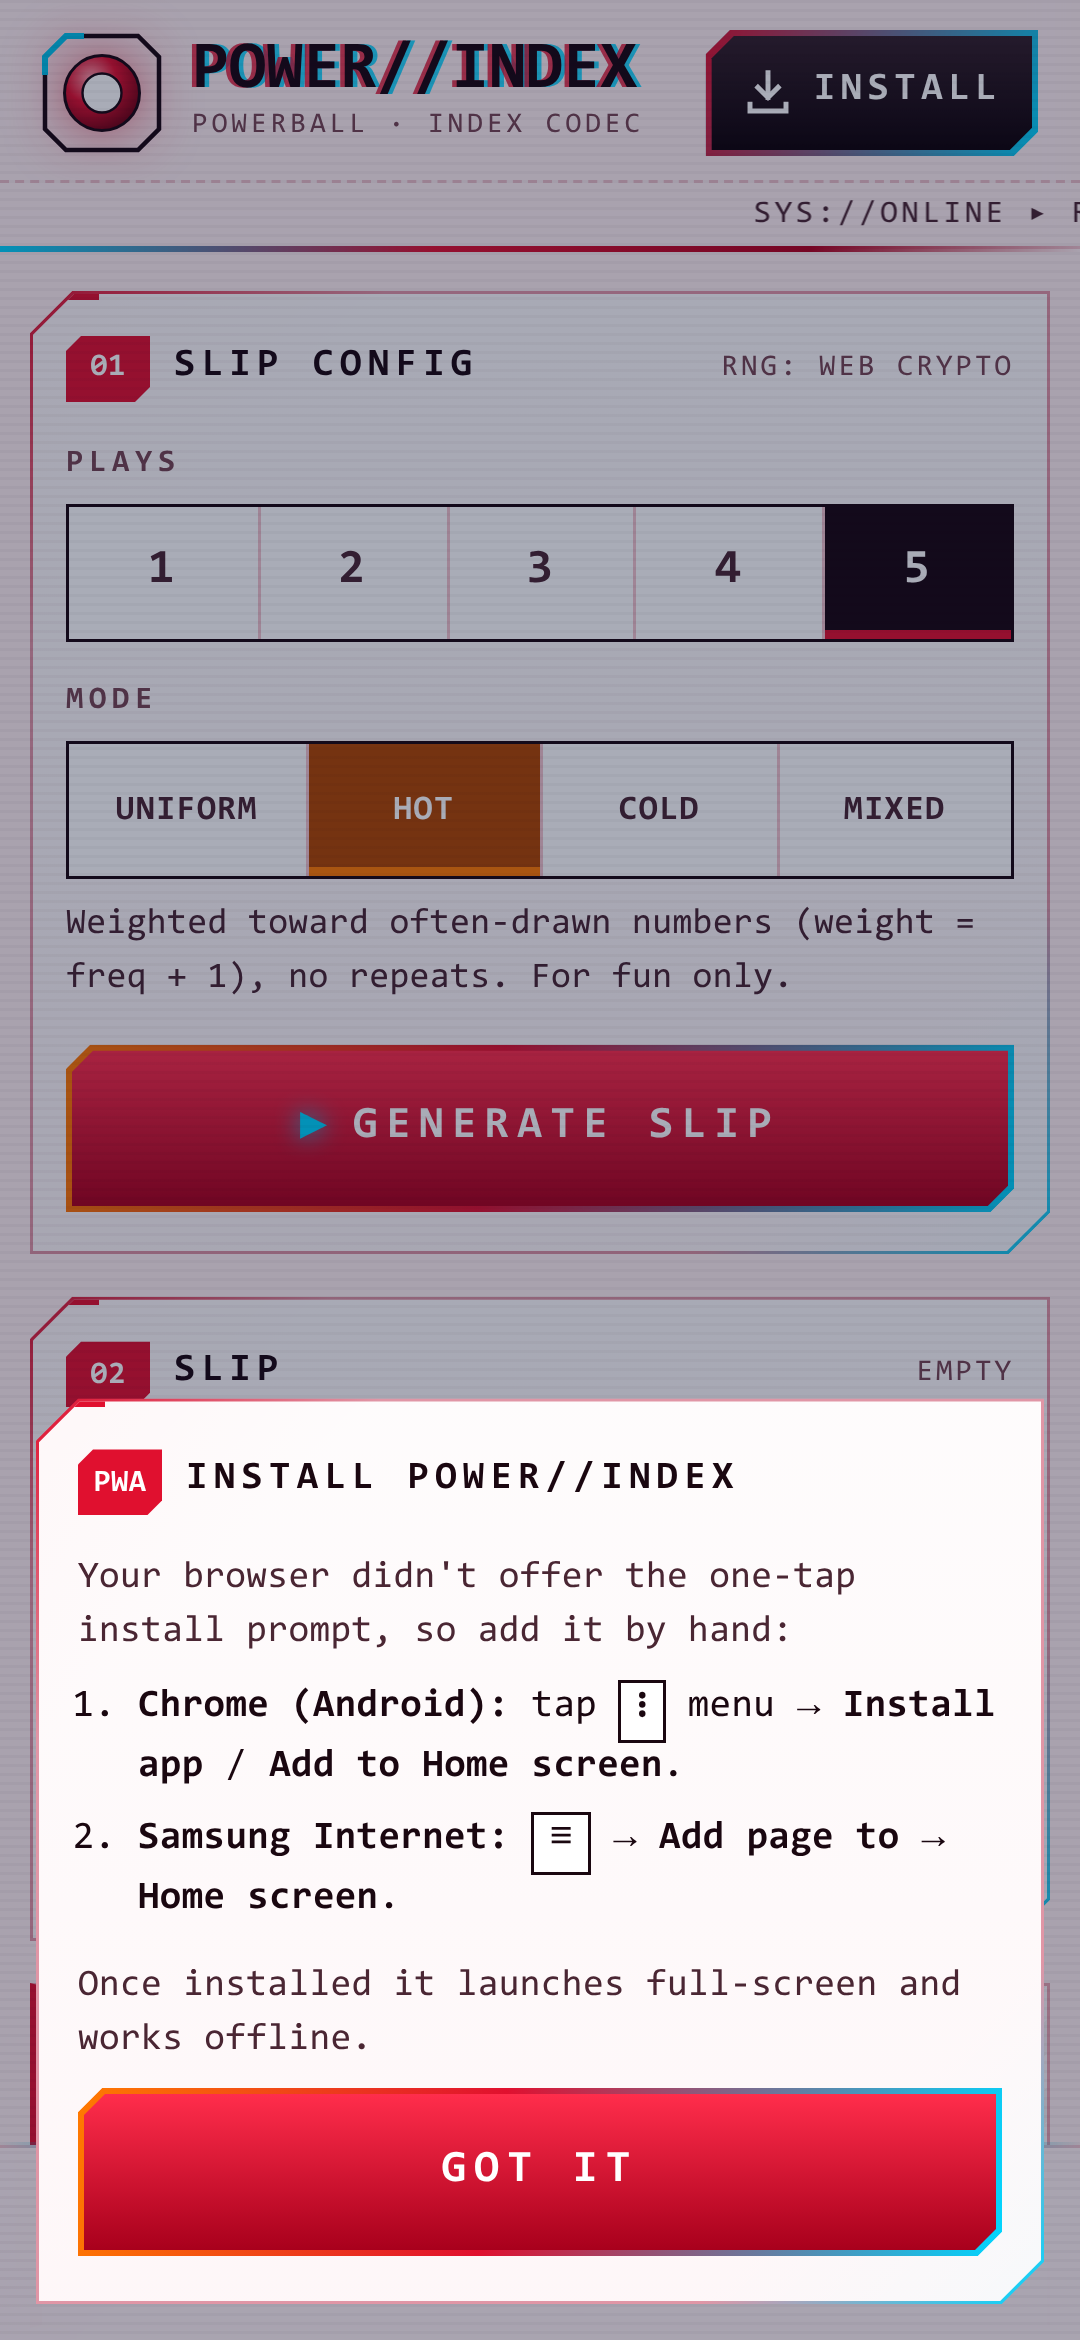 POWER//INDEX
POWERBALL · INDEX CODEC
INSTALL
SYS://ONLINE ▸
01 SLIP CONFIG RNG: WEB CRYPTO
PLAYS
1 2 3 4 5
MODE
UNIFORM HOT COLD MIXED
Weighted toward often-drawn numbers (weight =
freq + 1), no repeats. For fun only.
▶ GENERATE SLIP
02 SLIP EMPTY
PWA INSTALL POWER//INDEX
Your browser didn't offer the one-tap
install prompt, so add it by hand:
1. Chrome (Android): tap ⋮ menu → Install
app / Add to Home screen.
2. Samsung Internet: ≡ → Add page to →
Home screen.
Once installed it launches full-screen and
works offline.
GOT IT